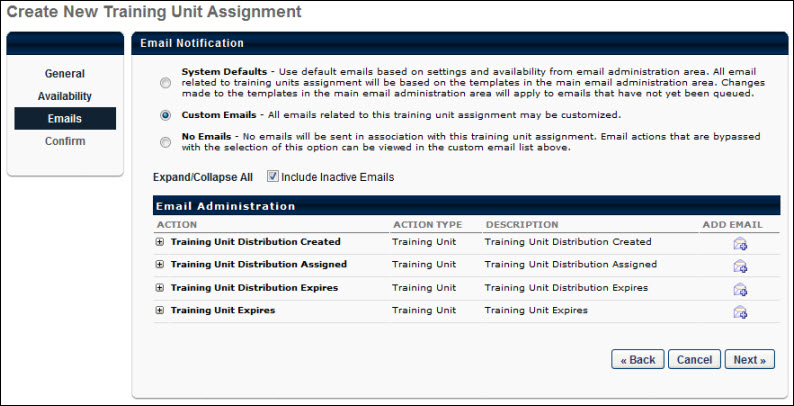 Create New Training Unit Assignment
General
Availability
Emails
Confirm
Email Notification
System Defaults - Use default emails based on settings and availability from email administration area. All email
related to training units assignment will be based on the templates in the main email administration area. Changes
made to the templates in the main email administration area will apply to emails that have not yet been queued.
Custom Emails - All emails related to this training unit assignment may be customized.
No Emails - No emails will be sent in association with this training unit assignment. Email actions that are bypassed
with the selection of this option can be viewed in the custom email list above.
Expand/Collapse All Include Inactive Emails
Email Administration
ACTION ACTION TYPE DESCRIPTION ADD EMAIL
Training Unit Distribution Created Training Unit Training Unit Distribution Created
Training Unit Distribution Assigned Training Unit Training Unit Distribution Assigned
Training Unit Distribution Expires Training Unit Training Unit Distribution Expires
Training Unit Expires Training Unit Training Unit Expires
« Back Cancel Next »